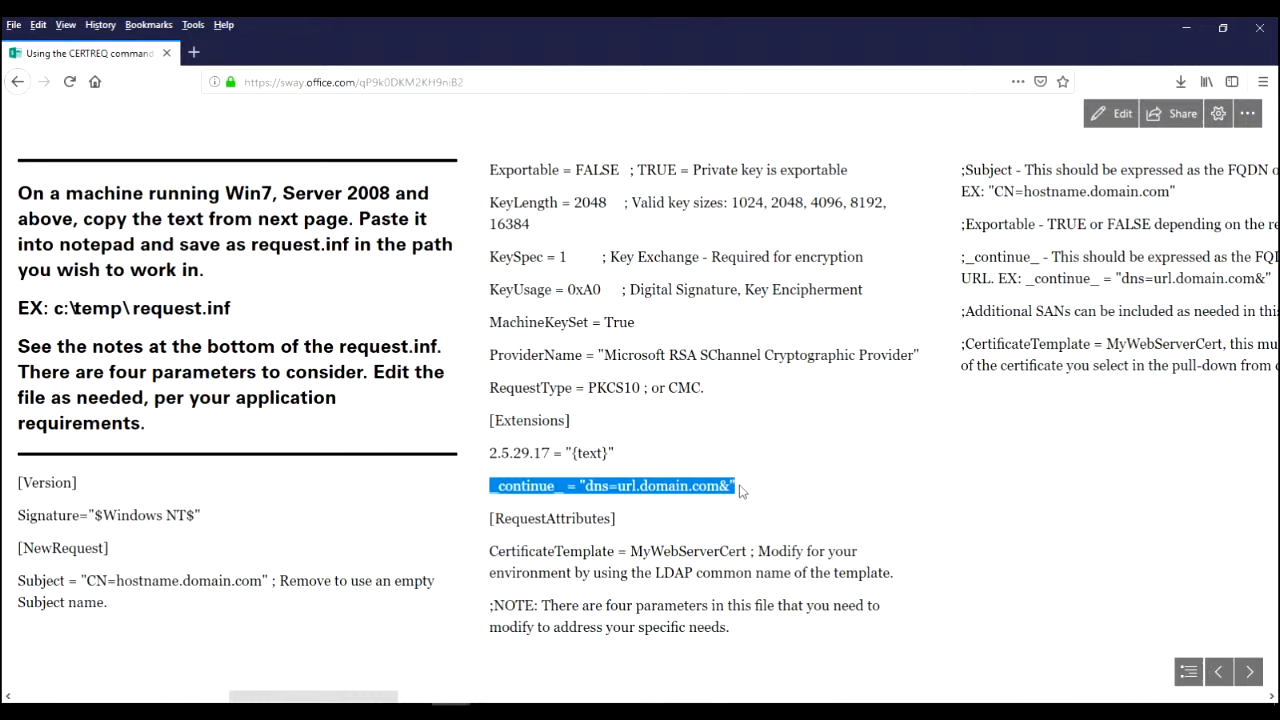 File Edit View History Bookmarks Tools Help
Using the CERTREQ command
https://sway.office.com/qP9k0DKM2KH9niB2
Edit Share
On a machine running Win7, Server 2008 and
above, copy the text from next page. Paste it
into notepad and save as request.inf in the path
you wish to work in.
EX: c:\temp\request.inf
See the notes at the bottom of the request.inf.
There are four parameters to consider. Edit the
file as needed, per your application
requirements.
[Version]
Signature="$Windows NT$"
[NewRequest]
Subject = "CN=hostname.domain.com" ; Remove to use an empty
Subject name.
Exportable = FALSE ; TRUE = Private key is exportable
KeyLength = 2048 ; Valid key sizes: 1024, 2048, 4096, 8192,
16384
KeySpec = 1 ; Key Exchange - Required for encryption
KeyUsage = 0xA0 ; Digital Signature, Key Encipherment
MachineKeySet = True
ProviderName = "Microsoft RSA SChannel Cryptographic Provider"
RequestType = PKCS10 ; or CMC.
[Extensions]
2.5.29.17 = "{text}"
_continue_ = "dns=url.domain.com&"
[RequestAttributes]
CertificateTemplate = MyWebServerCert ; Modify for your
environment by using the LDAP common name of the template.
;NOTE: There are four parameters in this file that you need to
modify to address your specific needs.
;Subject - This should be expressed as the FQDN
EX: "CN=hostname.domain.com"
;Exportable - TRUE or FALSE depending on the
;_continue_ - This should be expressed as the
URL. EX: _continue_ = "dns=url.domain.com&"
;Additional SANs can be included as needed in
;CertificateTemplate = MyWebServerCert, this
of the certificate you select in the pull-down from